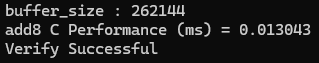 buffer_size : 262144
add8 C Performance (ms) = 0.013043
Verify Successful